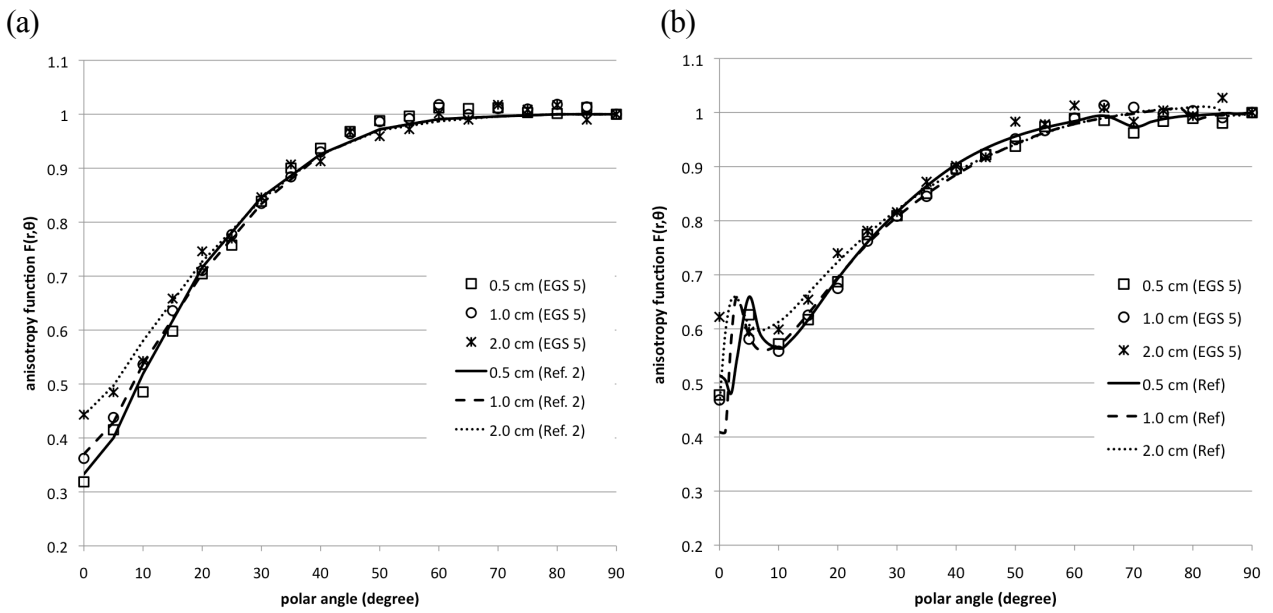 (a)
1.1
1
0.9
0.8
0.7
0.6
0.5
0.4
0.3
0.2
anisotropy function F(r,θ)
0 10 20 30 40 50 60 70 80 90
polar angle (degree)
0.5 cm (EGS 5)
1.0 cm (EGS 5)
2.0 cm (EGS 5)
0.5 cm (Ref. 2)
1.0 cm (Ref. 2)
2.0 cm (Ref. 2)
(b)
1.1
1
0.9
0.8
0.7
0.6
0.5
0.4
0.3
0.2
anisotropy function F(r,θ)
0 10 20 30 40 50 60 70 80 90
polar angle (degree)
0.5 cm (EGS 5)
1.0 cm (EGS 5)
2.0 cm (EGS 5)
0.5 cm (Ref)
1.0 cm (Ref)
2.0 cm (Ref)